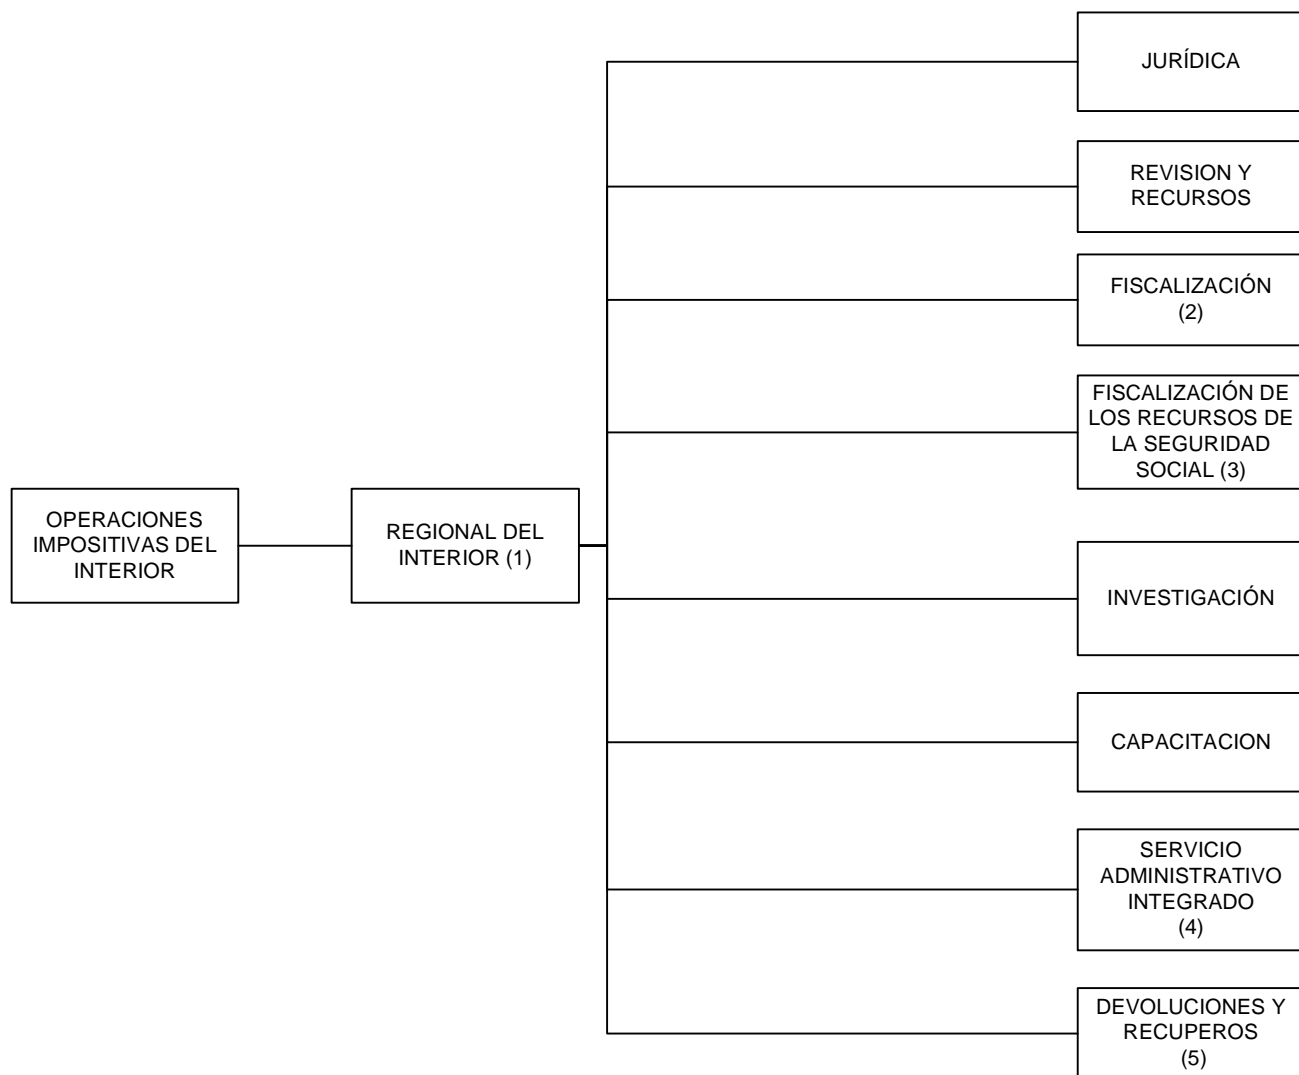 JURÍDICA
REVISION Y
RECURSOS
FISCALIZACIÓN
(2)
FISCALIZACIÓN DE
LOS RECURSOS DE
LA SEGURIDAD
SOCIAL (3)
OPERACIONES
IMPOSITIVAS DEL
INTERIOR
REGIONAL DEL
INTERIOR (1)
INVESTIGACIÓN
CAPACITACION
SERVICIO
ADMINISTRATIVO
INTEGRADO
(4)
DEVOLUCIONES Y
RECUPEROS
(5)